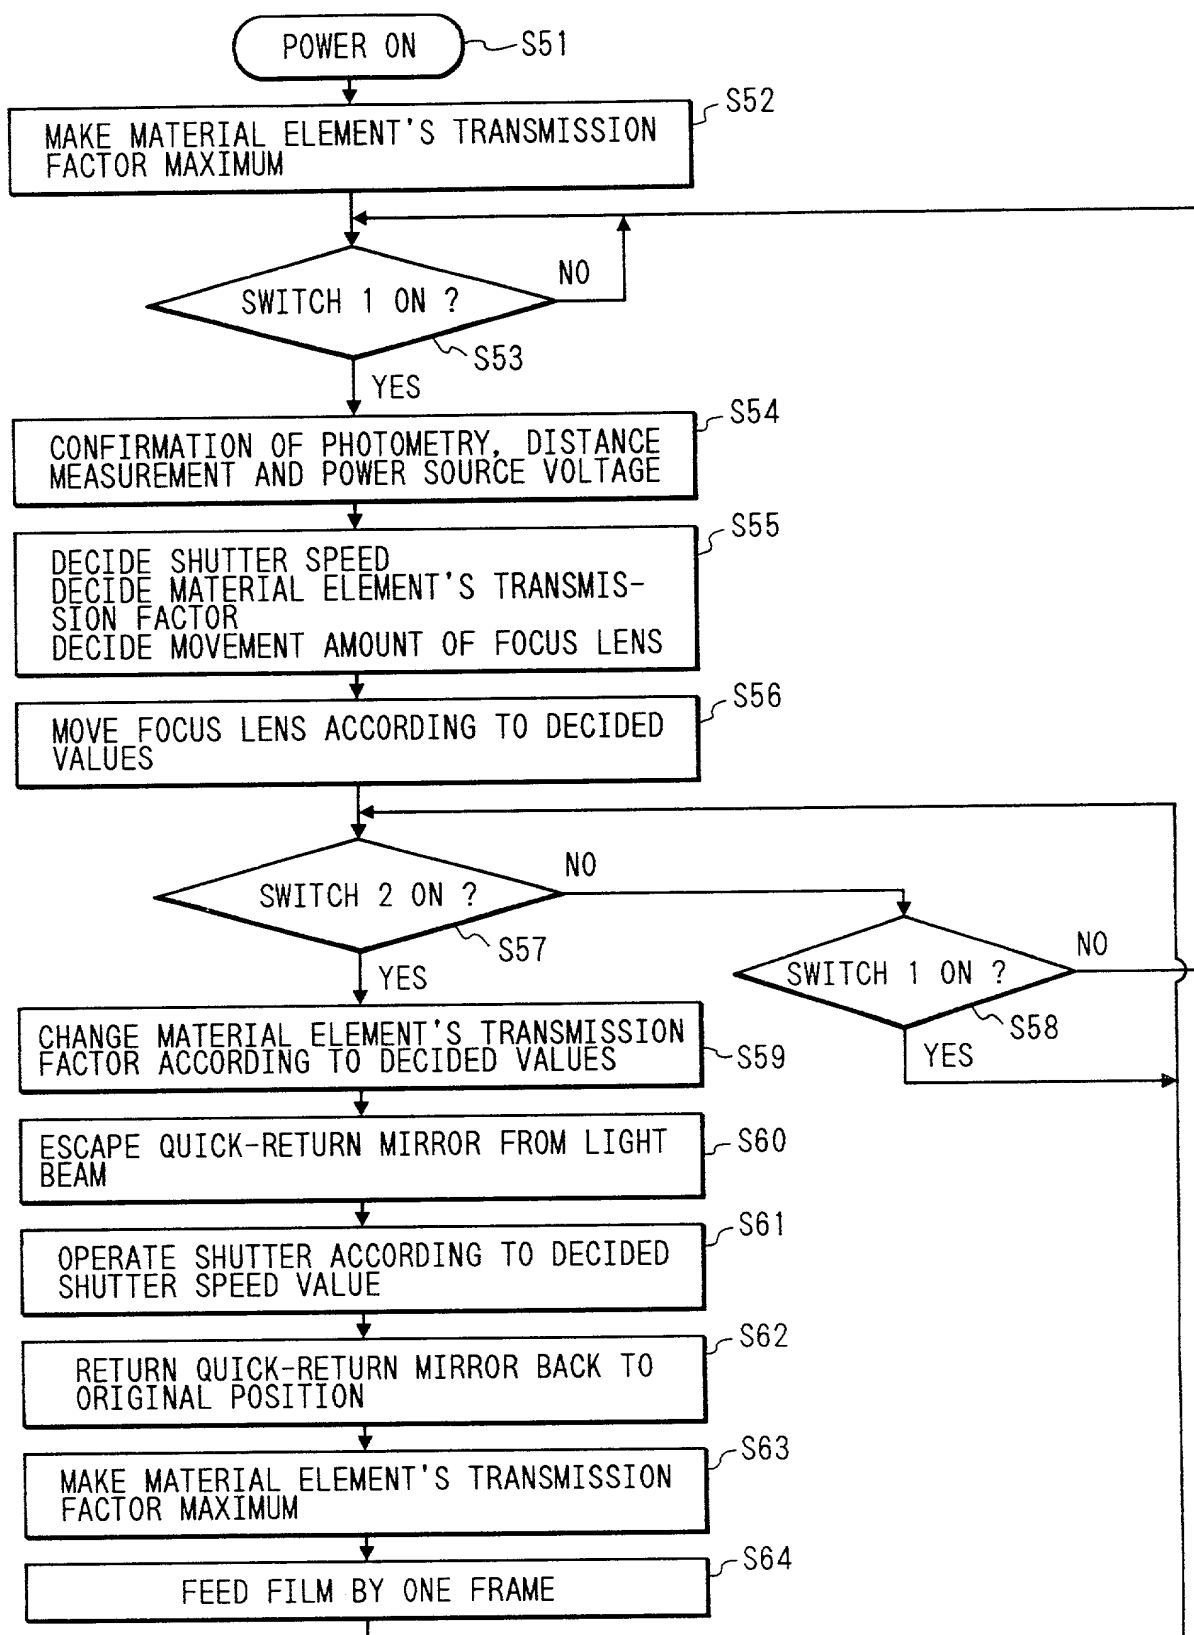 POWER ON
S51
S52
MAKE MATERIAL ELEMENT'S TRANSMISSION
FACTOR MAXIMUM
SWITCH 1 ON ?
NO
S53
YES
S54
CONFIRMATION OF PHOTOMETRY, DISTANCE
MEASUREMENT AND POWER SOURCE VOLTAGE
S55
DECIDE SHUTTER SPEED
DECIDE MATERIAL ELEMENT'S TRANSMIS-
SION FACTOR
DECIDE MOVEMENT AMOUNT OF FOCUS LENS
S56
MOVE FOCUS LENS ACCORDING TO DECIDED
VALUES
SWITCH 2 ON ?
NO
S57
YES
SWITCH 1 ON ?
NO
S58
YES
CHANGE MATERIAL ELEMENT'S TRANSMISSION
FACTOR ACCORDING TO DECIDED VALUES
S59
ESCAPE QUICK-RETURN MIRROR FROM LIGHT
BEAM
S60
S61
OPERATE SHUTTER ACCORDING TO DECIDED
SHUTTER SPEED VALUE
S62
RETURN QUICK-RETURN MIRROR BACK TO
ORIGINAL POSITION
S63
MAKE MATERIAL ELEMENT'S TRANSMISSION
FACTOR MAXIMUM
S64
FEED FILM BY ONE FRAME